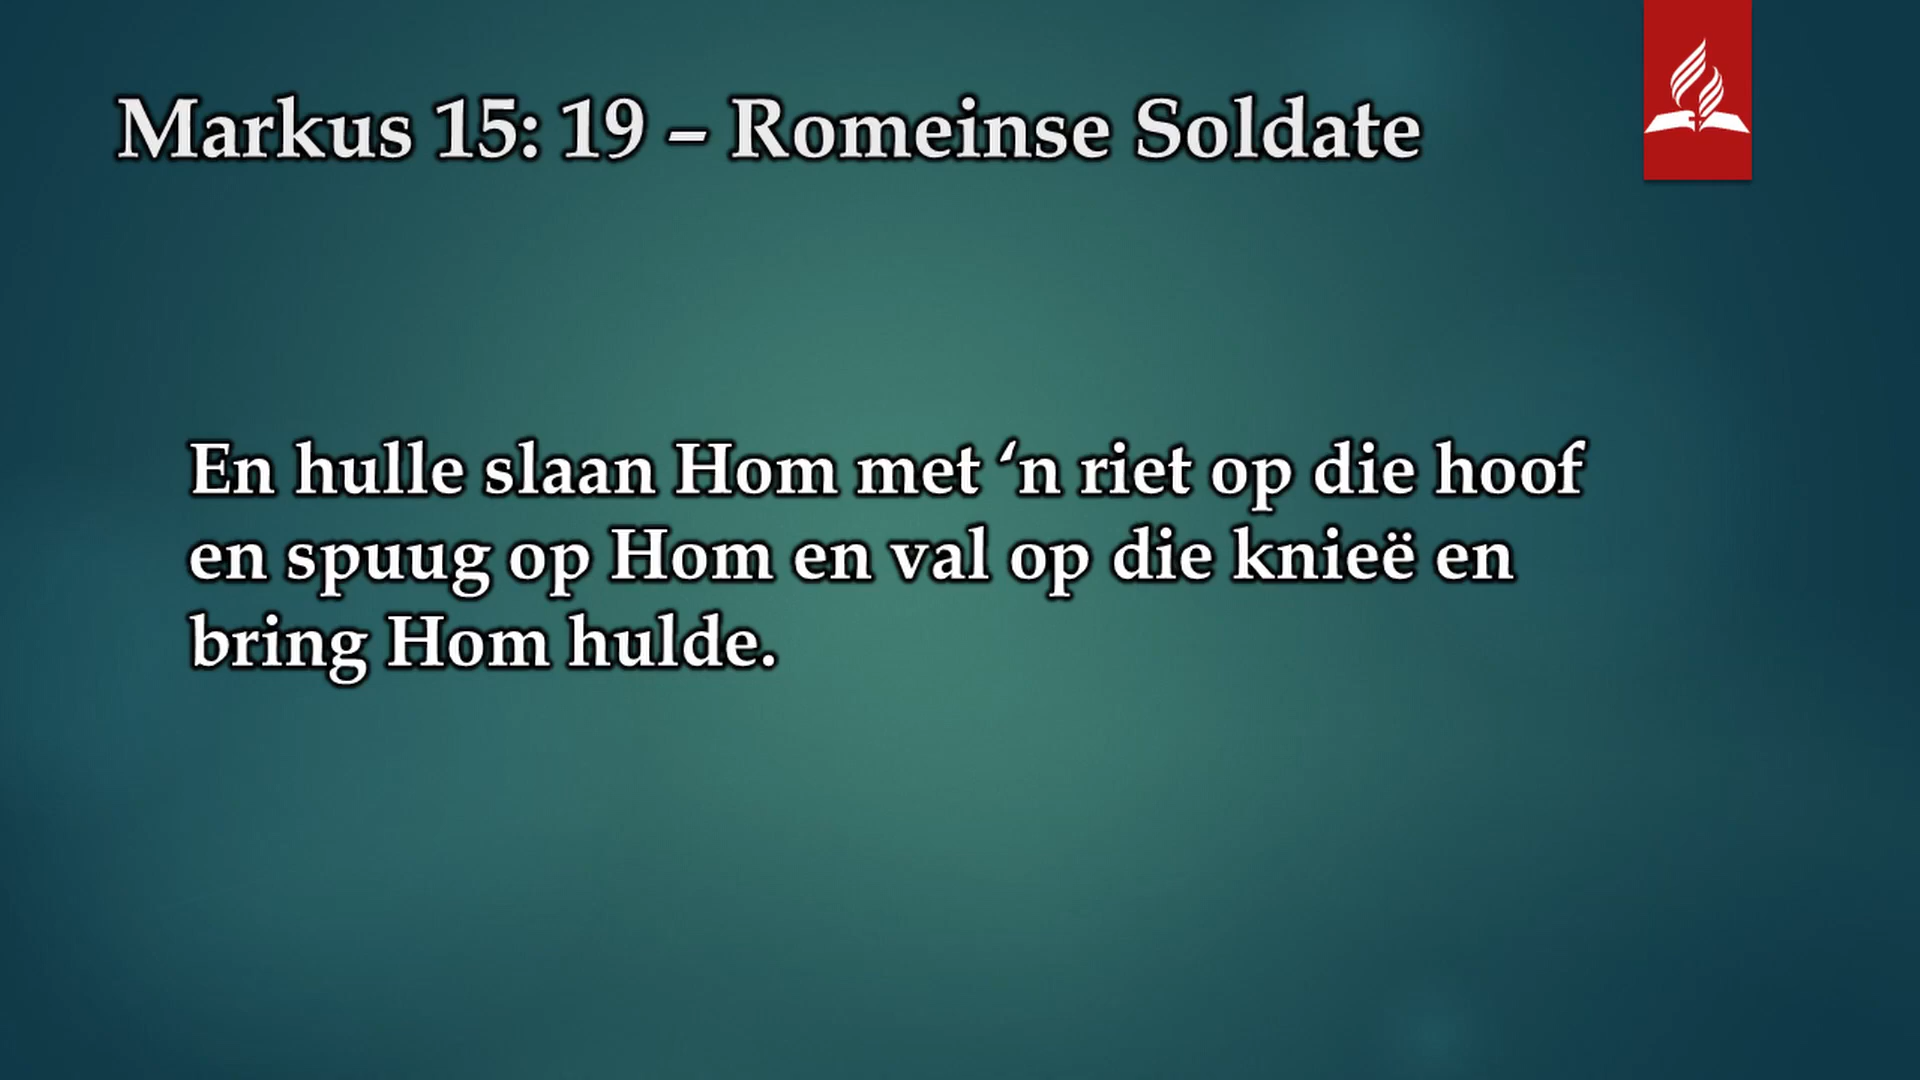 Markus 15: 19 – Romeinse Soldate
En hulle slaan Hom met ‘n riet op die hoof
en spuug op Hom en val op die knieë en
bring Hom hulde.